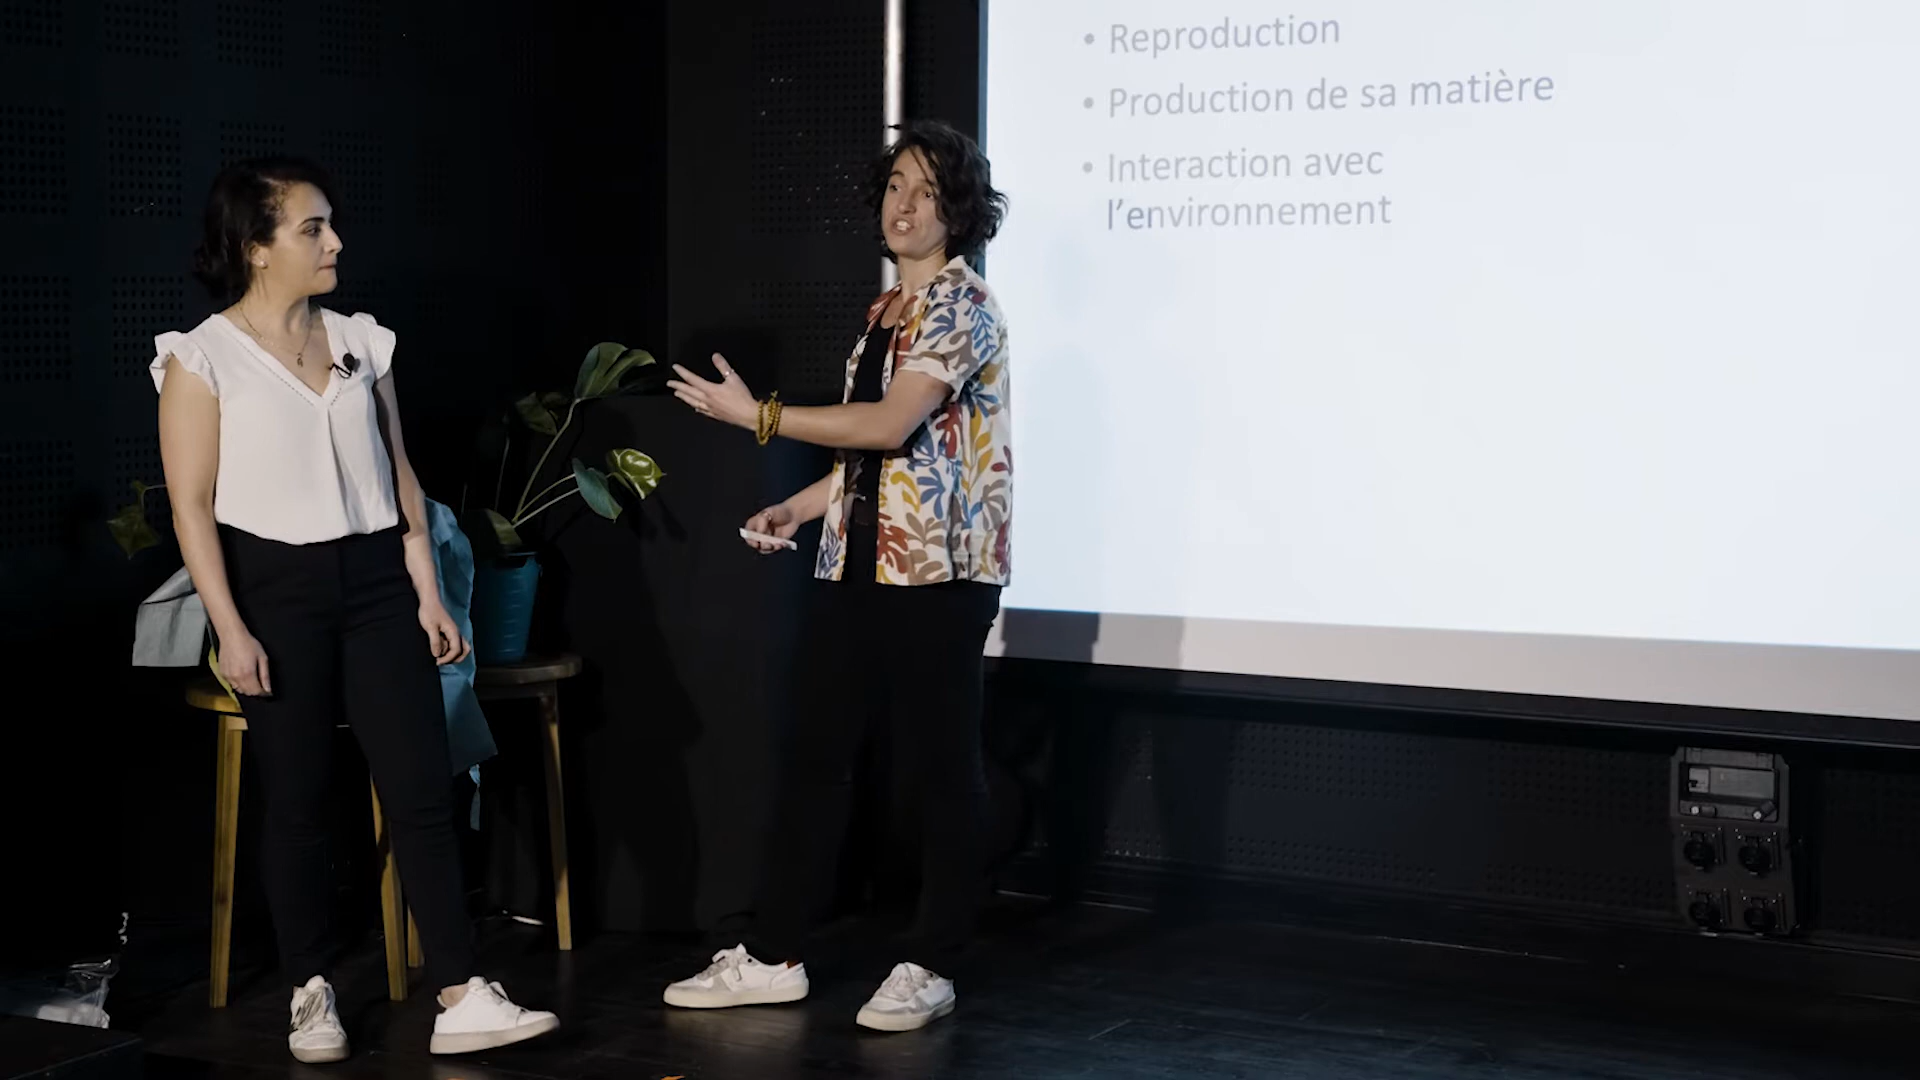 • Reproduction
• Production de sa matière
• Interaction avec
l'environnement